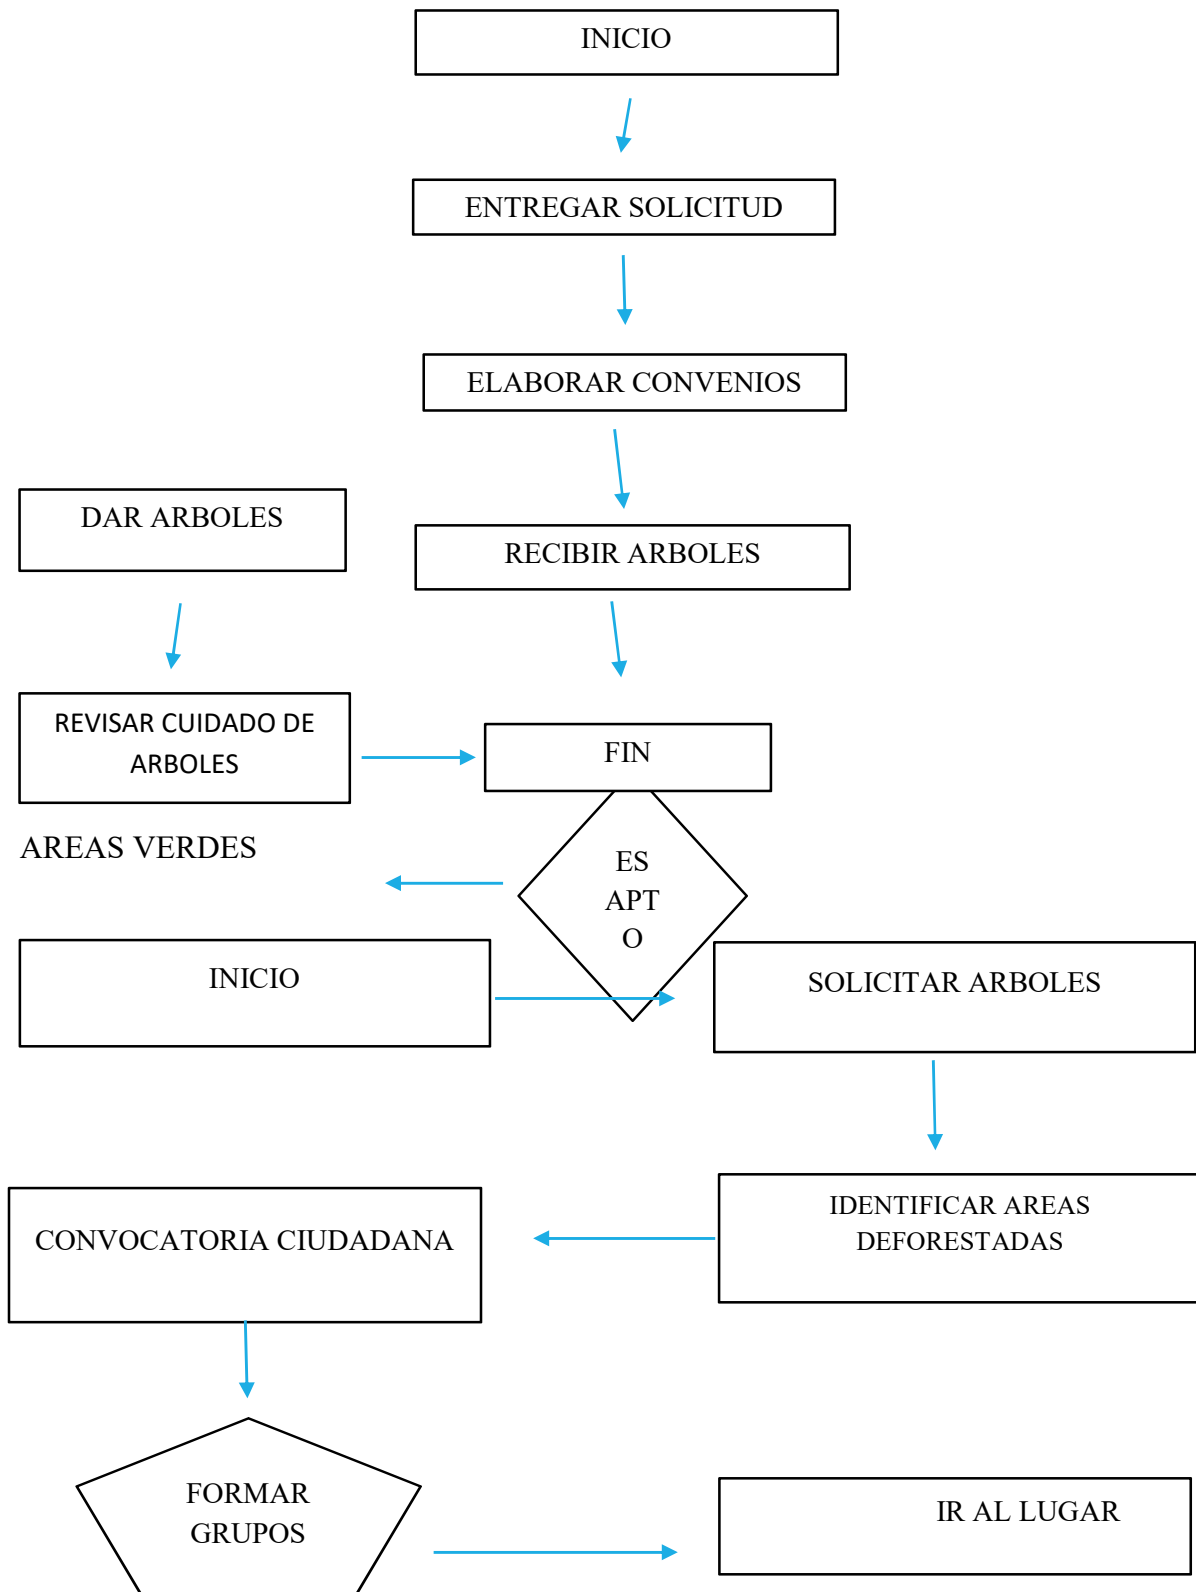 INICIO
ENTREGAR SOLICITUD
ELABORAR CONVENIOS
DAR ARBOLES
RECIBIR ARBOLES
REVISAR CUIDADO DE
ARBOLES
FIN
AREAS VERDES
ES
APT
O
INICIO
SOLICITAR ARBOLES
IDENTIFICAR AREAS
DEFORESTADAS
CONVOCATORIA CIUDADANA
FORMAR
GRUPOS
IR AL LUGAR